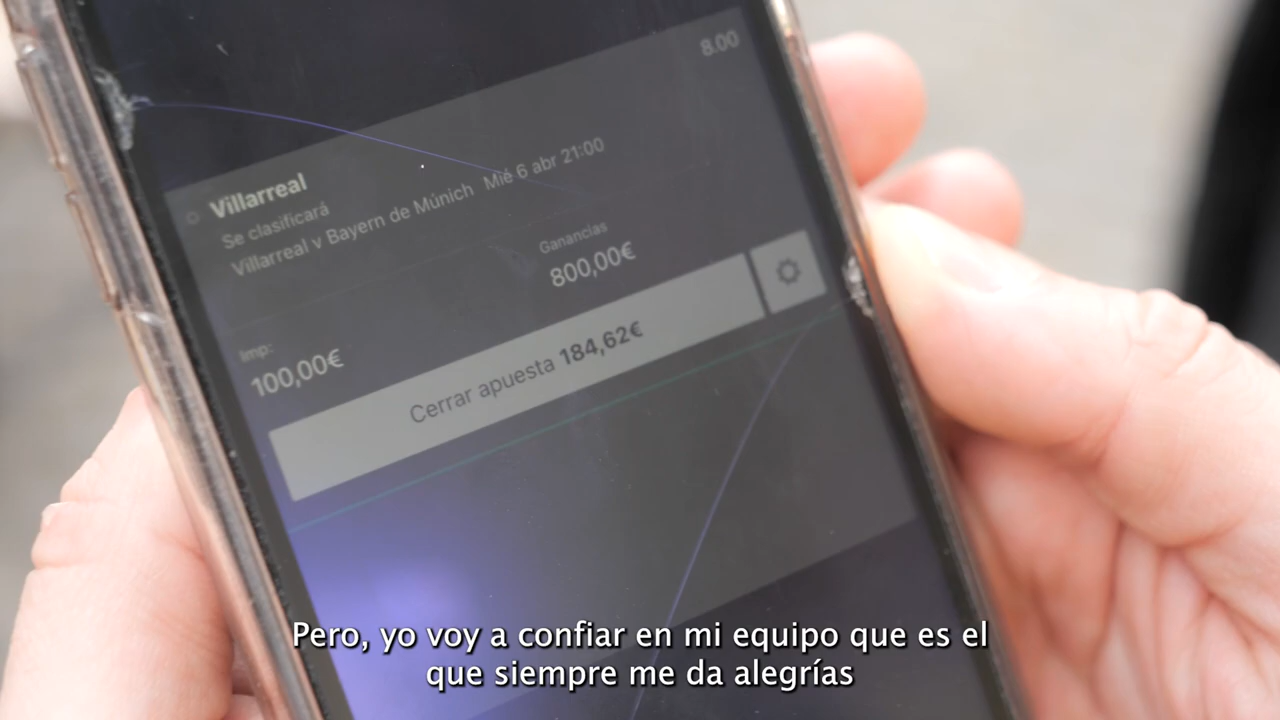 8.00
Villarreal
Se clasificará
Villarreal v Bayern de Múnich Mié 6 abr 21:00
Ganancias
800,00€
Imp:
100,00€
Cerrar apuesta 184,62€
Pero, yo voy a confiar en mi equipo que es el
que siempre me da alegrías